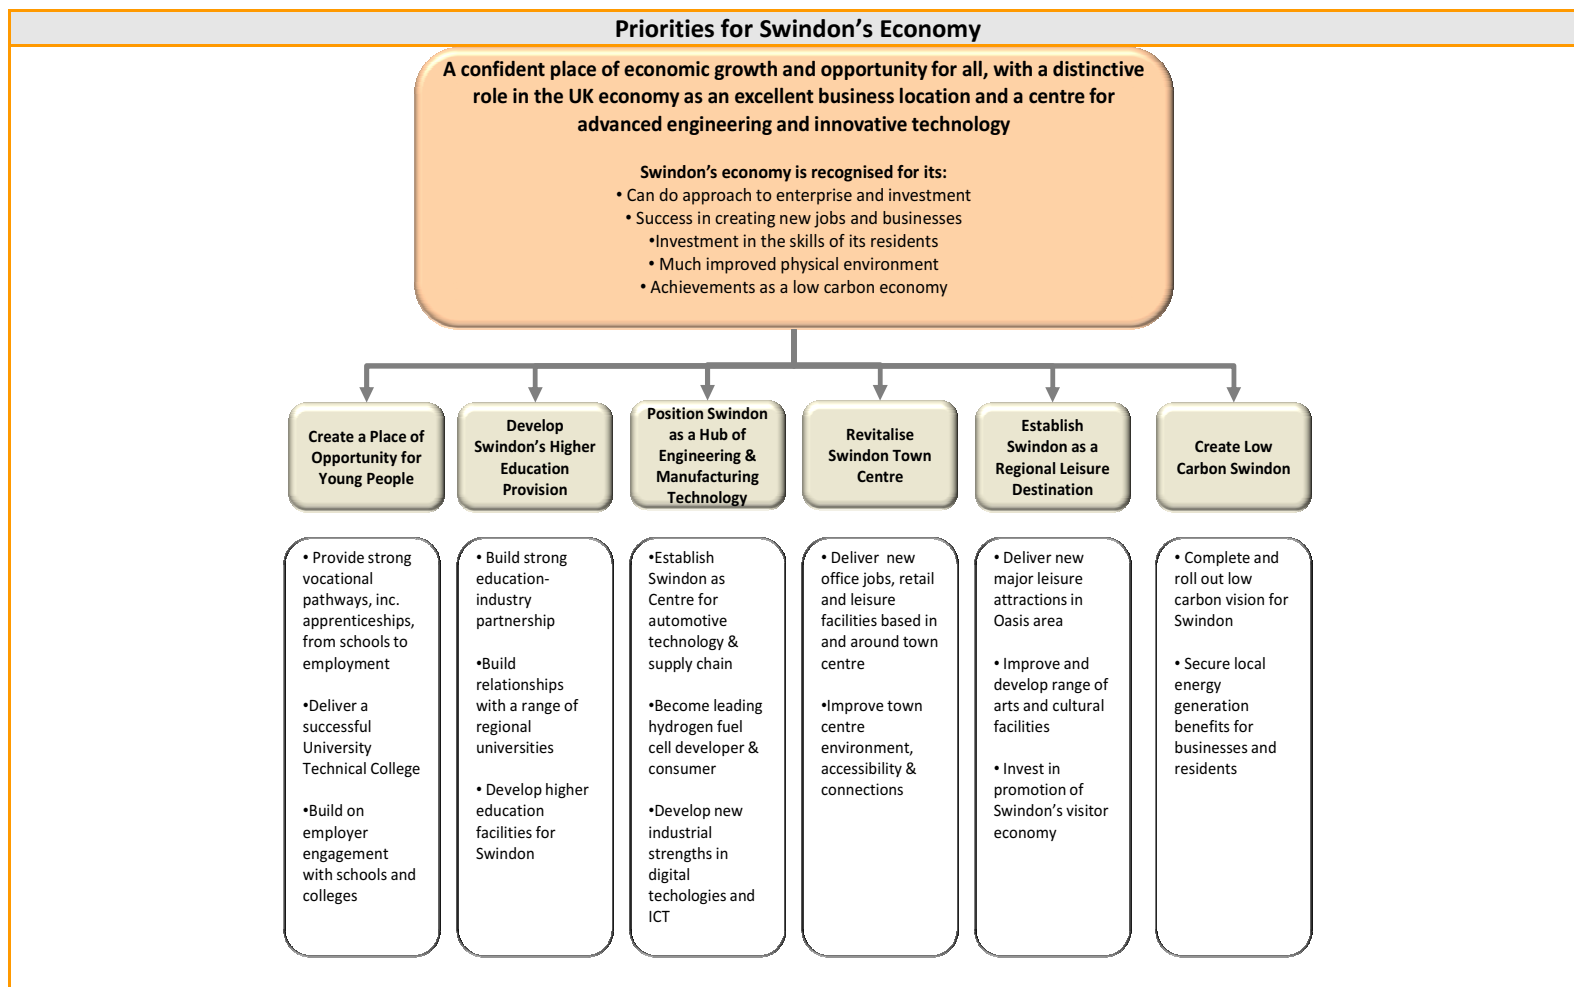 Priorities for Swindon’s Economy
A confident place of economic growth and opportunity for all, with a distinctive
role in the UK economy as an excellent business location and a centre for
advanced engineering and innovative technology
Swindon’s economy is recognised for its:
• Can do approach to enterprise and investment
• Success in creating new jobs and businesses
•Investment in the skills of its residents
• Much improved physical environment
• Achievements as a low carbon economy
Create a Place of
Opportunity for
Young People
Develop
Swindon’s Higher
Education
Provision
Position Swindon
as a Hub of
Engineering &
Manufacturing
Technology
Revitalise
Swindon Town
Centre
Establish
Swindon as a
Regional Leisure
Destination
Create Low
Carbon Swindon
• Provide strong
vocational
pathways, inc.
apprenticeships,
from schools to
employment
•Deliver a
successful
University
Technical College
•Build on
employer
engagement
with schools and
colleges
• Build strong
education-
industry
partnership
•Build
relationships
with a range of
regional
universities
• Develop higher
education
facilities for
Swindon
•Establish
Swindon as
Centre for
automotive
technology &
supply chain
•Become leading
hydrogen fuel
cell developer &
consumer
•Develop new
industrial
strengths in
digital
techologies and
ICT
• Deliver  new
office jobs, retail
and leisure
facilities based in
and around town
centre
•Improve town
centre
environment,
accessibility &
connections
• Deliver new
major leisure
attractions in
Oasis area
• Improve and
develop range of
arts and cultural
facilities
• Invest in
promotion of
Swindon’s visitor
economy
• Complete and
roll out low
carbon vision for
Swindon
• Secure local
energy
generation
benefits for
businesses and
residents